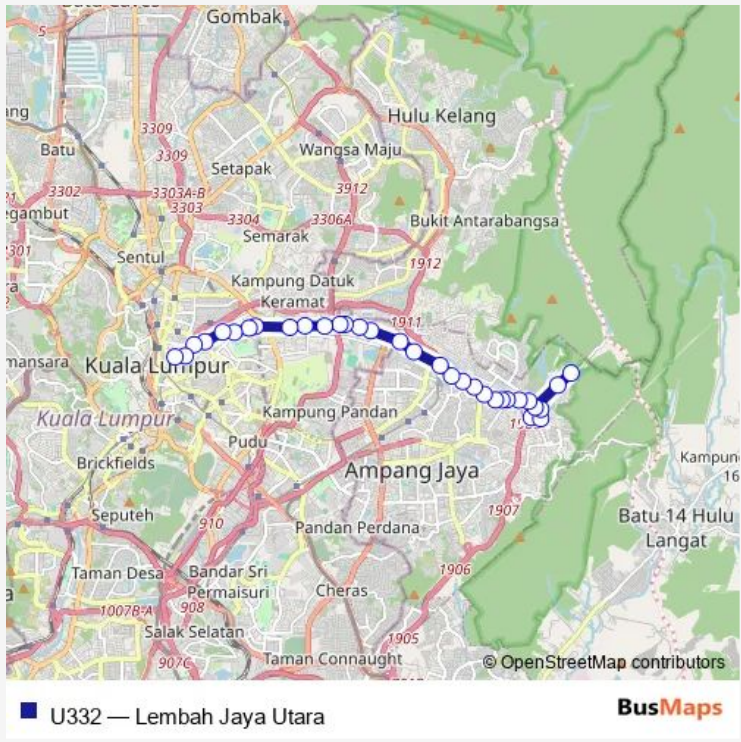 Gombak
5
Hulu Kelang
3309
Batu
Wangsa Maju
3309
Setapak
3302
3303A-B
3912
3303
3304
3306A
Bukit Antarabangsa
Semarak
Sentul
1912
Kampung Datuk
Keramat
1911
Kuala Lumpur
Kuala Lumpur
Kampung Pandan
Pudu
Brickfields
Ampang Jaya
Kampung
16
Seputeh
910
1907
Batu 14 Hulu
Langat
Pandan Perdana
Taman Desa
Bandar Sri
Permaisuri
1906
Cheras
1007B-A
908
Salak Selatan
1905
907C
Taman Connaught
© OpenStreetMap contributors
U332 — Lembah Jaya Utara
BusMaps